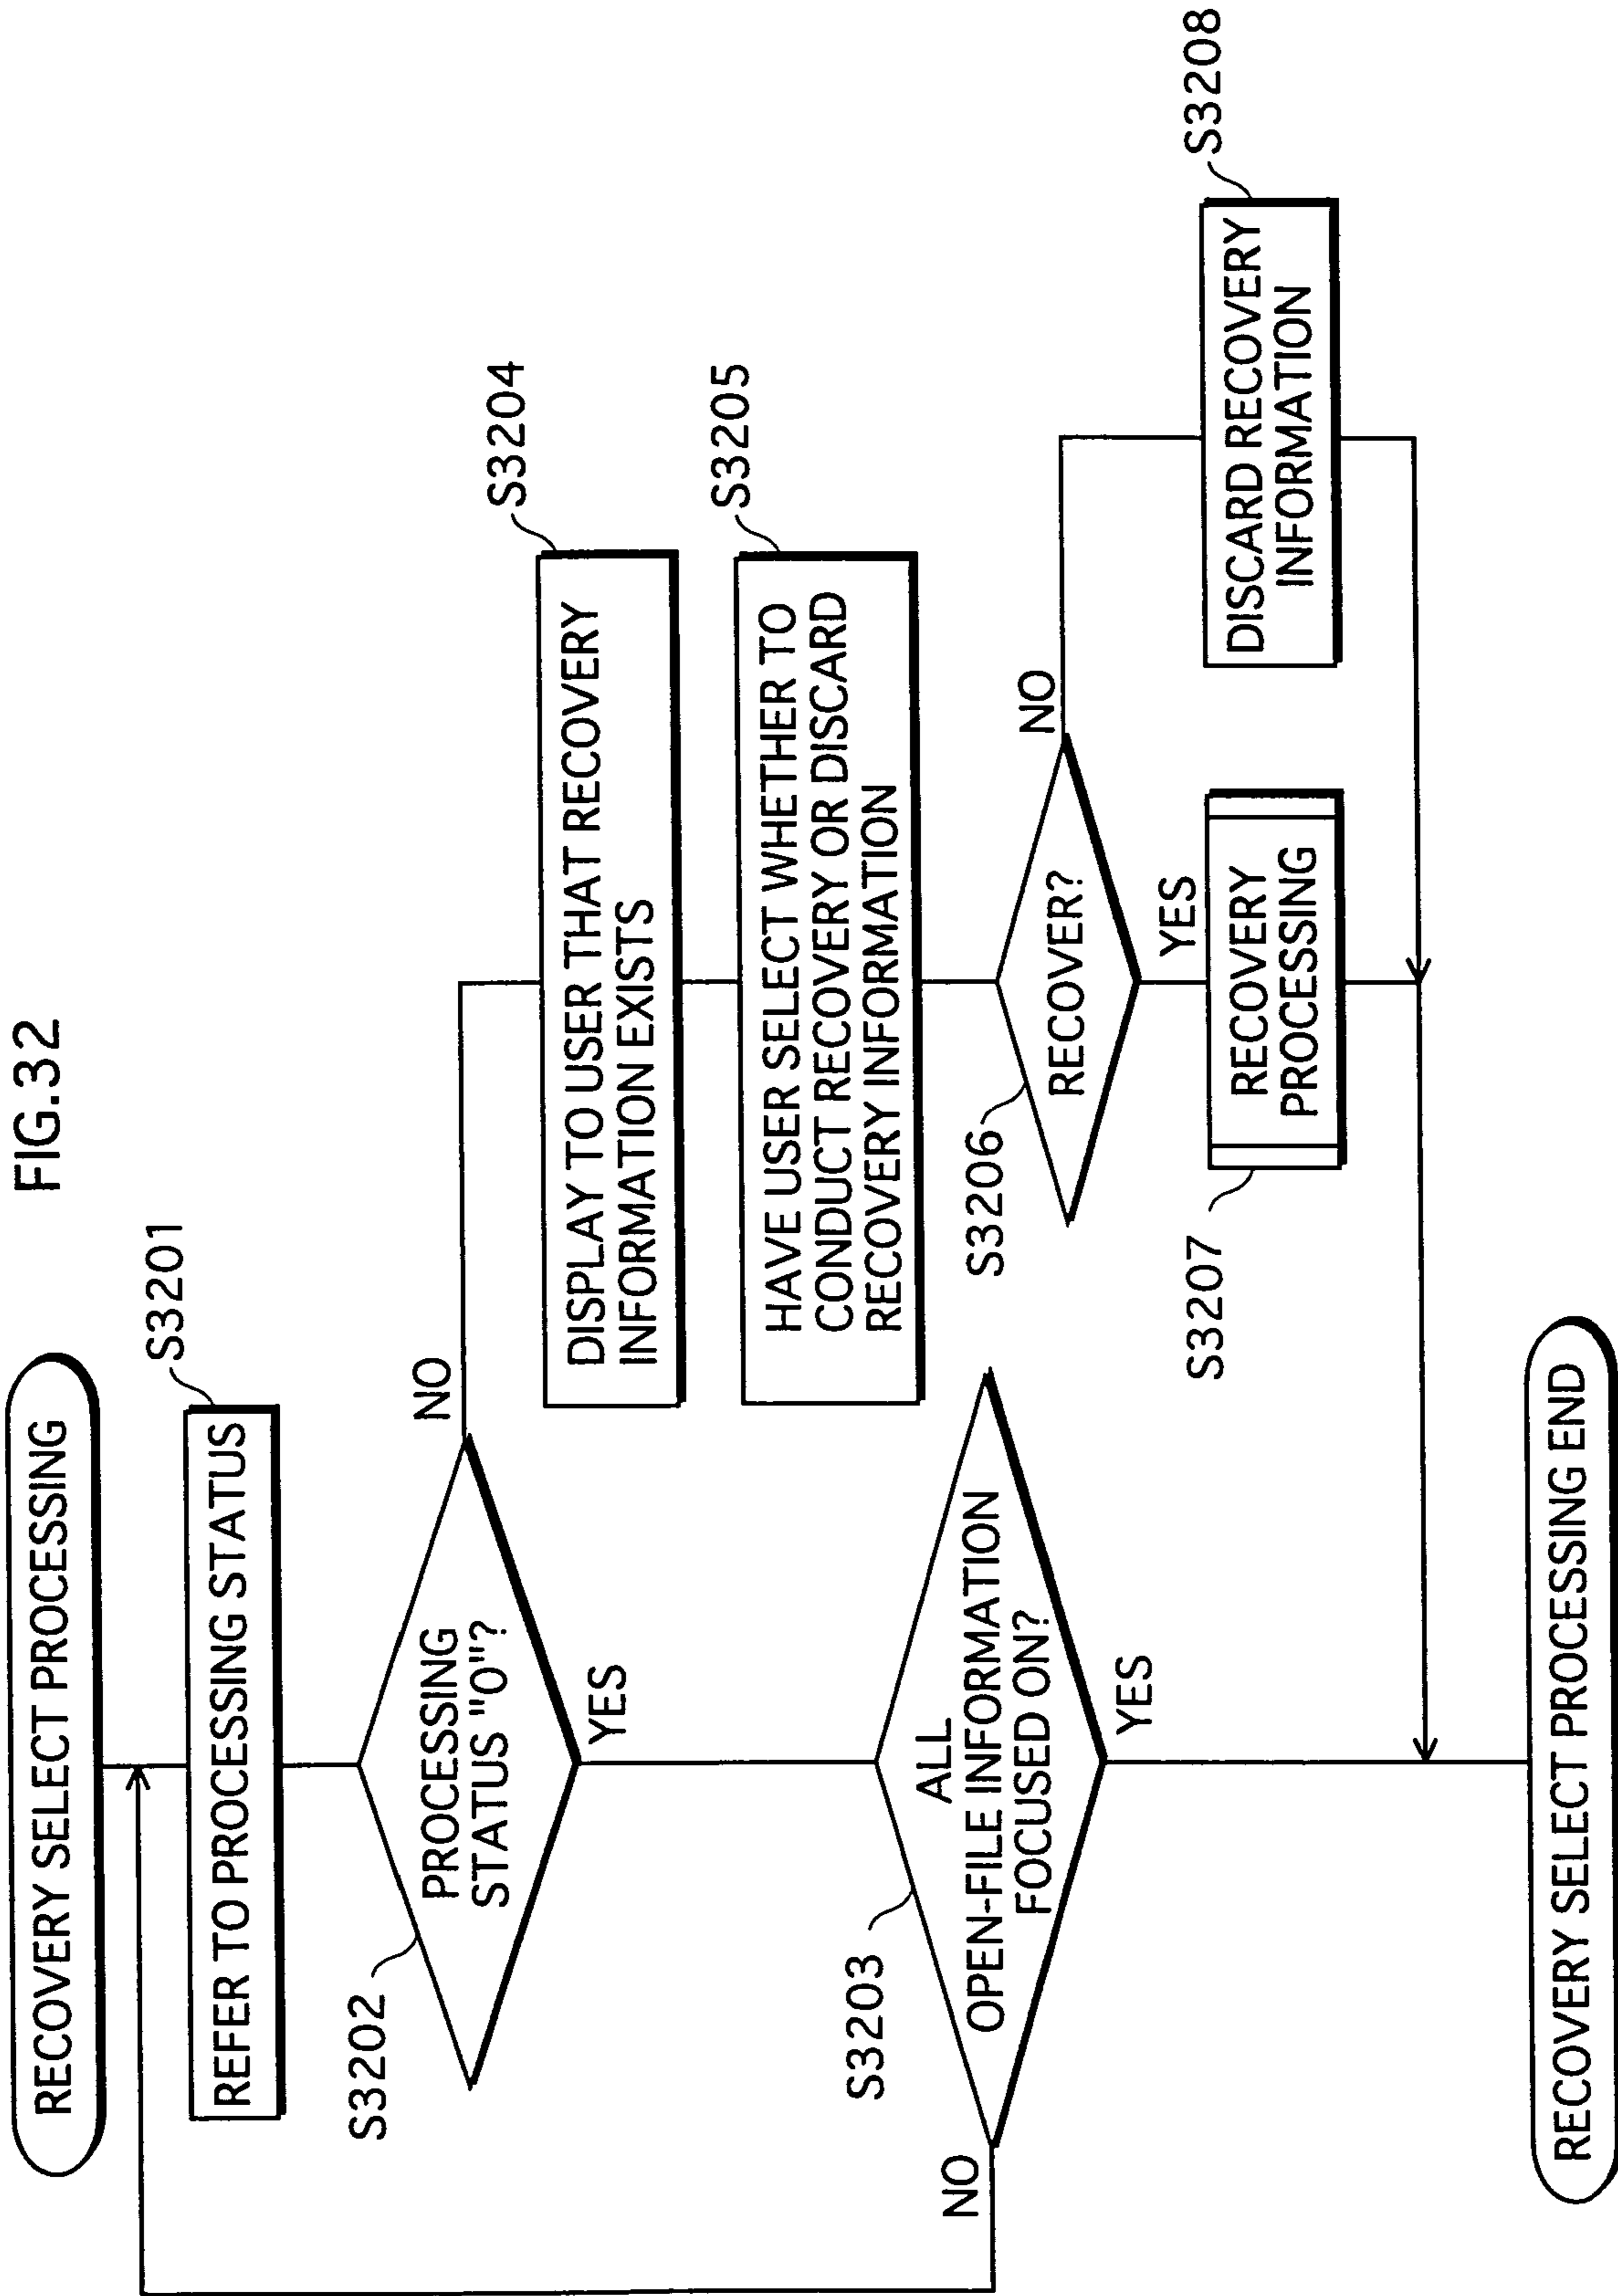 FIG.32
RECOVERY SELECT PROCESSING
S3201
REFER TO PROCESSING STATUS
S3202
PROCESSING
STATUS "0"?
NO
YES
S3203
ALL
OPEN-FILE INFORMATION
FOCUSED ON?
NO
YES
S3204
DISPLAY TO USER THAT RECOVERY
INFORMATION EXISTS
S3205
HAVE USER SELECT WHETHER TO
CONDUCT RECOVERY OR DISCARD
RECOVERY INFORMATION
S3206
RECOVER?
NO
YES
S3207
RECOVERY
PROCESSING
S3208
DISCARD RECOVERY
INFORMATION
RECOVERY SELECT PROCESSING END